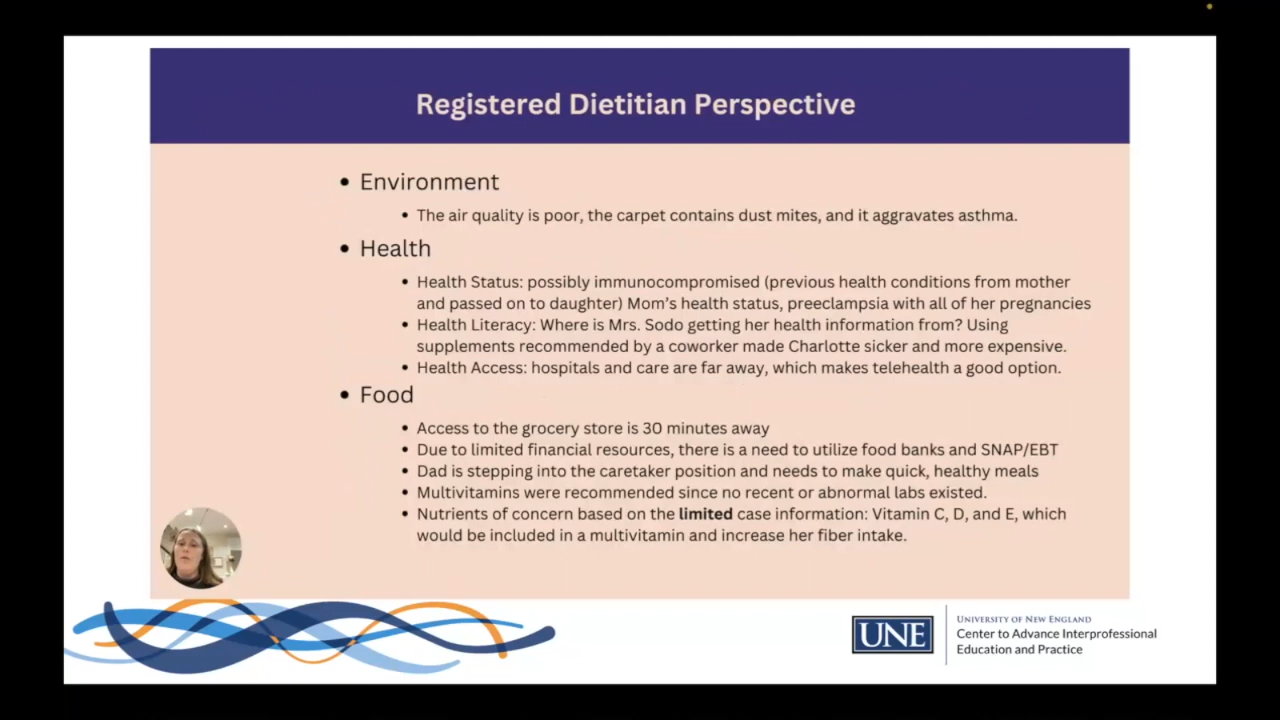 Registered Dietitian Perspective
• Environment
• The air quality is poor, the carpet contains dust mites, and it aggravates asthma.
• Health
• Health Status: possibly immunocompromised (previous health conditions from mother
and passed on to daughter) Mom's health status, preeclampsia with all of her pregnancies
• Health Literacy: Where is Mrs. Sodo getting her health information from? Using
supplements recommended by a coworker made Charlotte sicker and more expensive.
• Health Access: hospitals and care are far away, which makes telehealth a good option.
• Food
• Access to the grocery store is 30 minutes away
• Due to limited financial resources, there is a need to utilize food banks and SNAP/EBT
• Dad is stepping into the caretaker position and needs to make quick, healthy meals
• Multivitamins were recommended since no recent or abnormal labs existed.
• Nutrients of concern based on the limited case information: Vitamin C, D, and E, which
would be included in a multivitamin and increase her fiber intake.
UNE
UNIVERSITY OF NEW ENGLAND
Center to Advance Interprofessional
Education and Practice